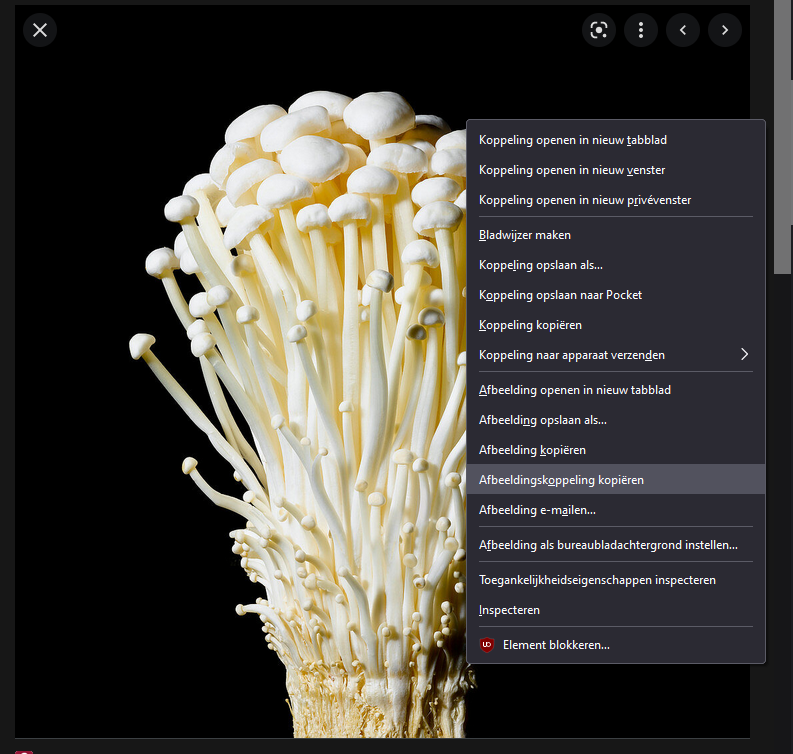 Koppeling openen in nieuw tabblad
Koppeling openen in nieuw venster
Koppeling openen in nieuw privévenster
Bladwijzer maken
Koppeling opslaan als...
Koppeling opslaan naar Pocket
Koppeling kopiëren
Koppeling naar apparaat verzenden
Afbeelding openen in nieuw tabblad
Afbeelding opslaan als...
Afbeelding kopiëren
Afbeeldingskoppeling kopiëren
Afbeelding e-mailen...
Afbeelding als bureaubladachtergrond instellen...
Toegankelijkheidseigenschappen inspecteren
Inspecteren
Element blokkeren...